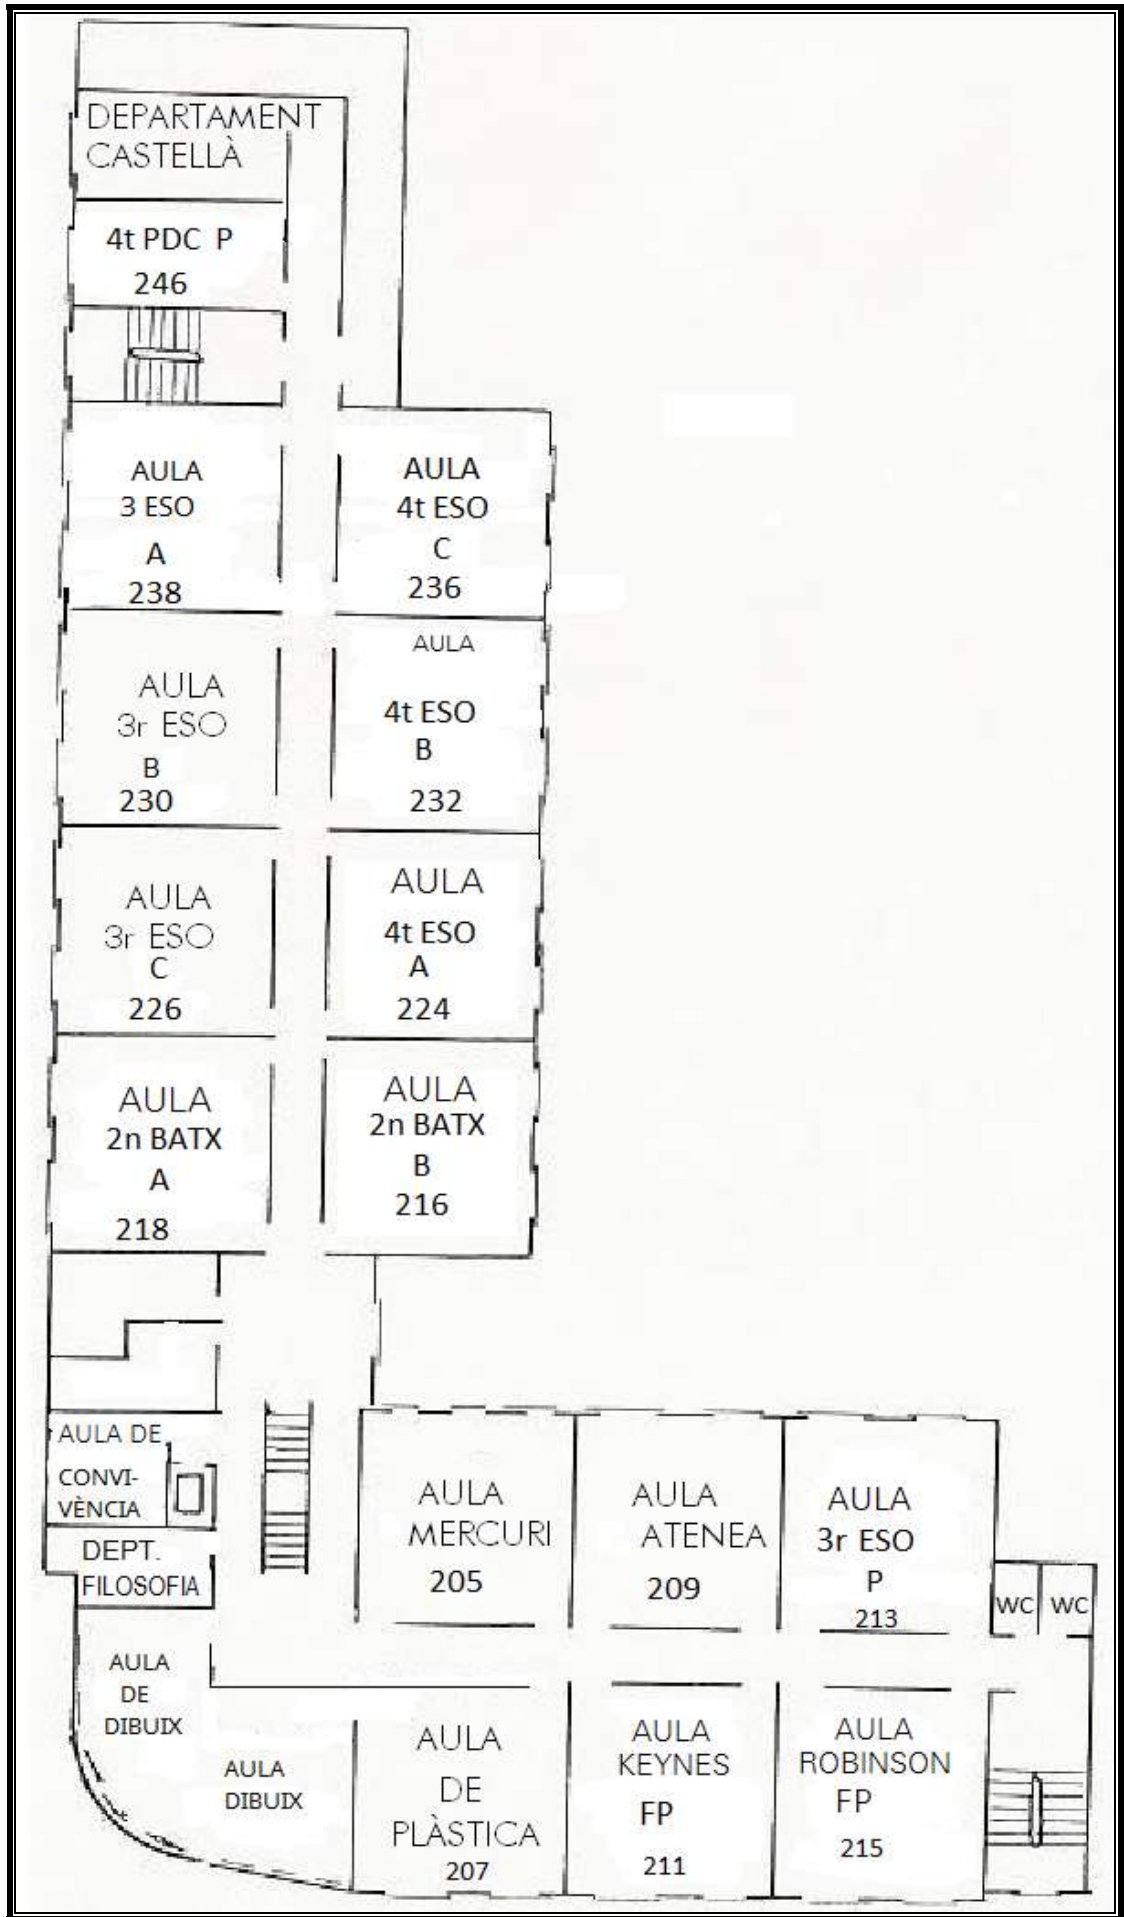 DEPARTAMENT
CASTELLÀ
4t PDC P
246
AULA
3 ESO
A
238
AULA
4t ESO
C
236
AULA
3r ESO
B
230
AULA
4t ESO
B
232
AULA
3r ESO
C
226
AULA
4t ESO
A
224
AULA
2n BATX
A
218
AULA
2n BATX
B
216
AULA DE
CONVI-
VÈNCIA
DEPT.
FILOSOFIA
AULA
MERCURI
205
AULA
ATENEA
209
AULA
3r ESO
P
213
WC
WC
AULA
DE
DIBUIX
AULA
DIBUIX
AULA
DE
PLÀSTICA
207
AULA
KEYNES
FP
211
AULA
ROBINSON
FP
215